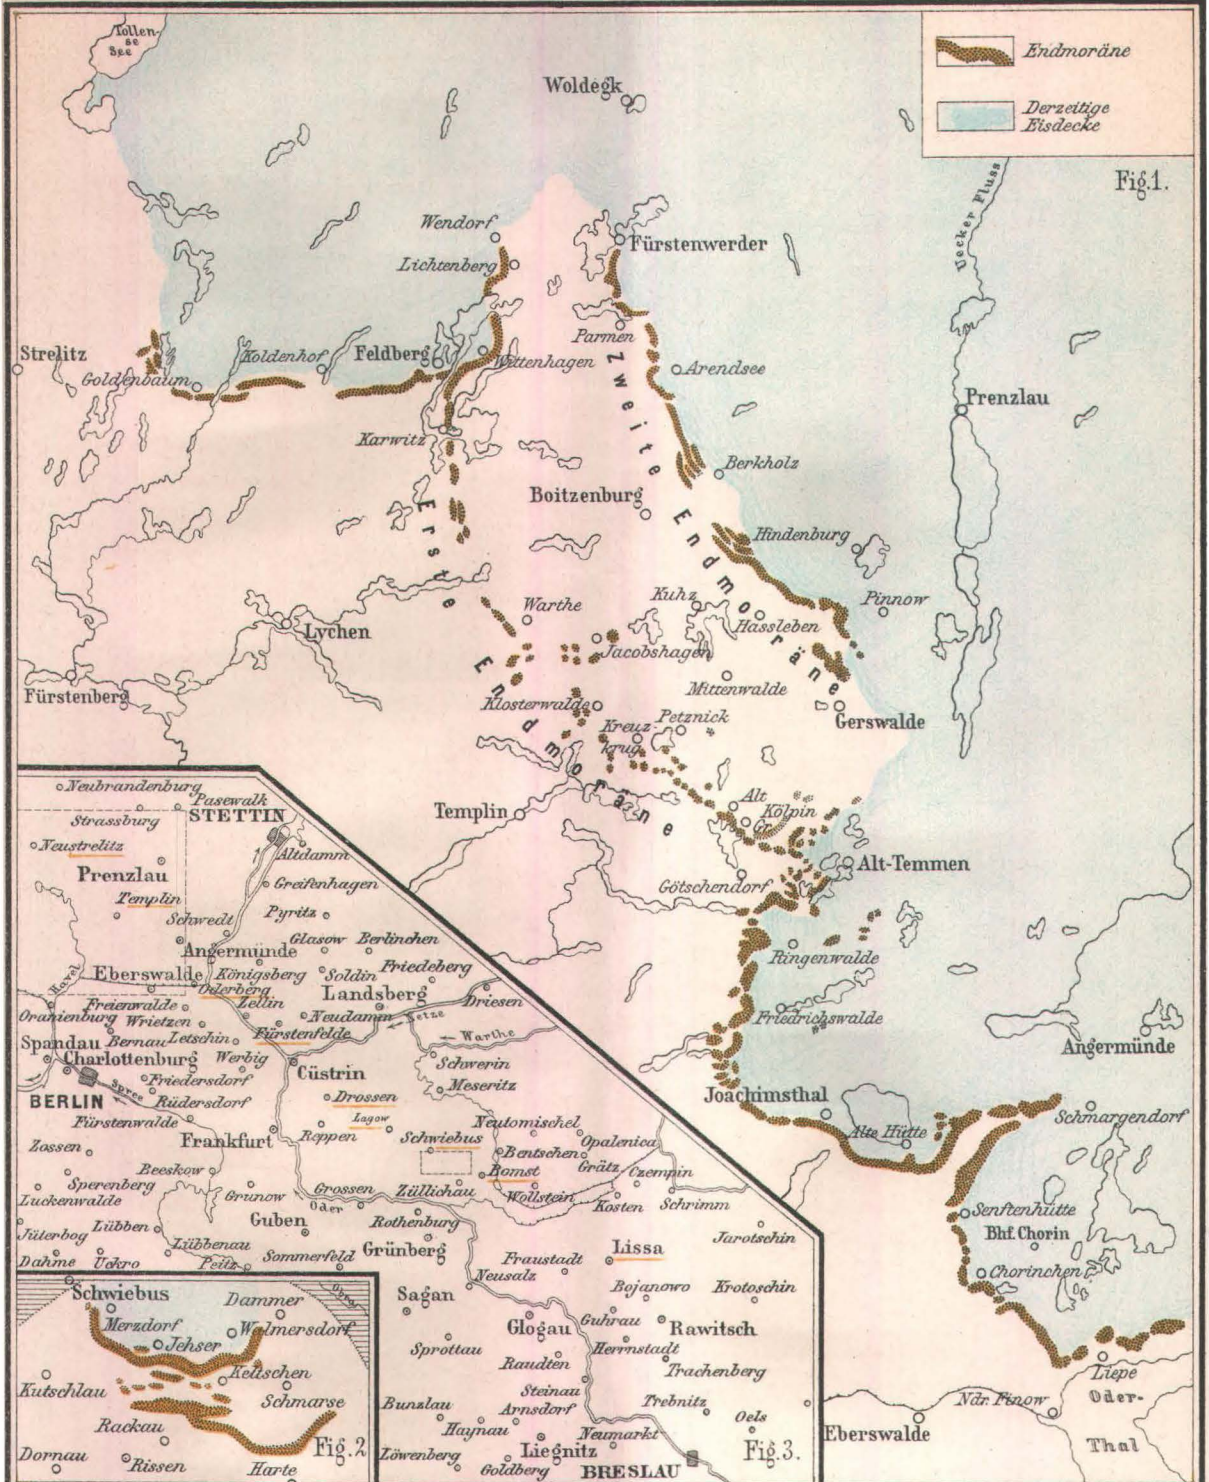 Tollen-
se
See
Woldegk
Endmoräne
Derzeitige
Eisdecke
Fig.1.
Uecker Fluss
Wendorf
Lichtenberg
Fürstenwerder
Strelitz
Goldenbaum
Koldenhof
Feldberg
Wittenhagen
Parmen
Arendsee
Prenzlau
Karwitz
Berkholz
Boitzenburg
Hindenburg
Zweite Endmoräne
Erste Endmoräne
Warthe
Kuhz
Hassleben
Pinnow
Lychen
Jacobshagen
Fürstenberg
Mittenwalde
Klosterwalde
Gerswalde
Kreuz-
krug
Petznick
Templin
Alt
Kölpin
Gr.
Alt-Temmen
Götschendorf
Ringenwalde
Friedrichswalde
Angermünde
Joachimsthal
Alte Hütte
Schmargendorf
Senftenhütte
Bhf. Chorin
Chorinchen
Liepe
Ndr. Finow
Oder-
Thal
Eberswalde
Neubrandenburg
Pasewalk
Strassburg
STETTIN
Neustrelitz
Altdamm
Prenzlau
Greifenhagen
Templin
Schwedt
Pyritz
Angermünde
Glasow
Berlinchen
Havel
Eberswalde
Königsberg
Soldin
Friedeberg
Oderberg
Landsberg
Driesen
Freienwalde
Zellin
Oranienburg
Wrietzen
Neudamm
Netze
Spandau
Bernau
Letschin
Fürstenfelde
Warthe
Charlottenburg
Werbig
Cüstrin
Schwerin
Friedersdorf
Meseritz
BERLIN
Spree
Rüdersdorf
Drossen
Fürstenwalde
Lagow
Neutomischel
Zossen
Frankfurt
Reppen
Schwiebus
Opalenica
Bentschen
Beeskow
Grätz
Czempin
Sperenberg
Bomst
Luckenwalde
Grunow
Grossen
Oder
Züllichau
Wollstein
Kosten
Schrimm
Jüterbog
Lübben
Guben
Rothenburg
Jarotschin
Lübbenau
Grünberg
Lissa
Dahme
Uckro
Peitz
Sommerfeld
Fraustadt
Neusalz
Bojanowo
Krotoschin
Sagan
Glogau
Guhrau
Rawitsch
Sprottau
Herrnstadt
Raudten
Trachenberg
Steinau
Bunzlau
Arnsdorf
Trebnitz
Haynau
Neumarkt
Oels
Löwenberg
Liegnitz
Goldberg
BRESLAU
Fig.3.
Schwiebus
Dammer
Merzdorf
Wilmersdorf
Jehser
Keltschen
Kutschlau
Schmarse
Rackau
Fig.2
Dornau
Rissen
Harte